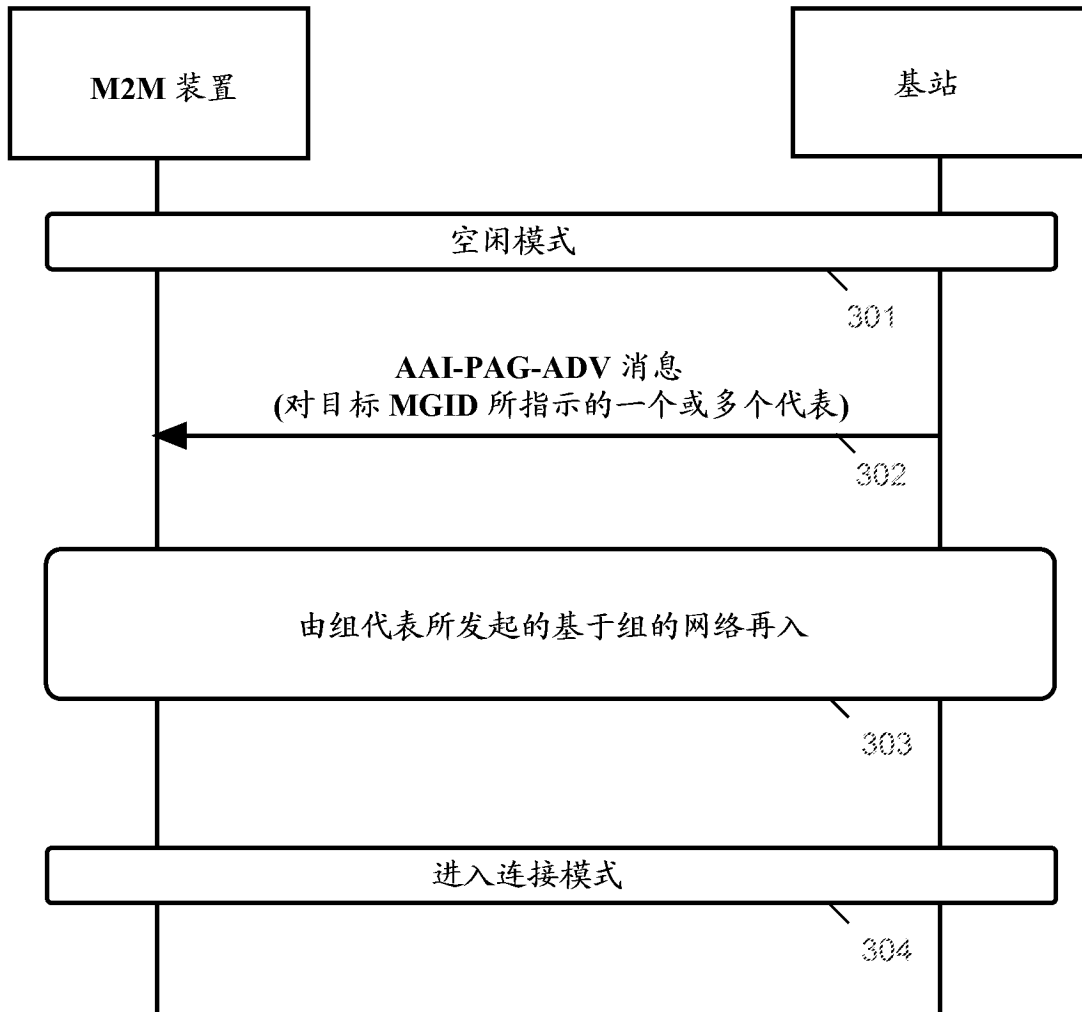 M2M 装置
基站
空闲模式
301
AAI-PAG-ADV 消息
(对目标 MGID 所指示的一个或多个代表)
302
由组代表所发起的基于组的网络再入
303
进入连接模式
304